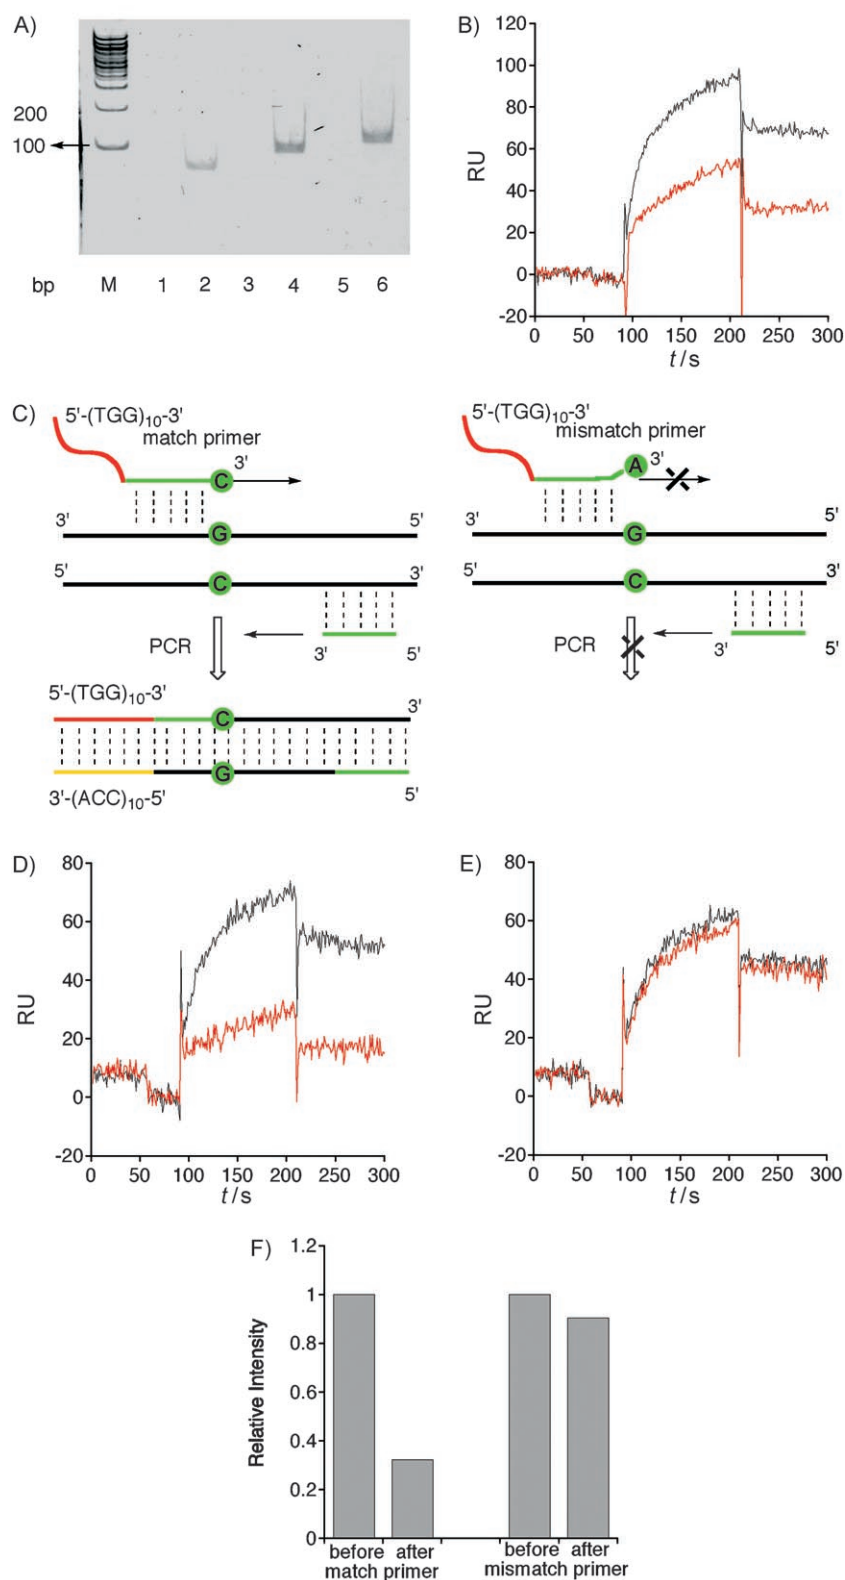 A)
200
100
bp M 1 2 3 4 5 6
B)
120
100
80
60
40
20
0
-20
RU
0 50 100 150 200 250 300
t / s
C)
5'-(TGG)10-3'
match primer
3'
C
3' 5'
G
5' 3'
C
PCR
3' 5'
5'-(TGG)10-3'
3'
C
G
3'-(ACC)10-5'
5'
5'-(TGG)10-3'
mismatch primer
A
3'
3' 5'
G
5' 3'
C
PCR
3' 5'
D)
80
60
40
20
0
-20
RU
0 50 100 150 200 250 300
t / s
E)
80
60
40
20
0
-20
RU
0 50 100 150 200 250 300
t / s
F)
1.2
1
0.8
0.6
0.4
0.2
0
Relative Intensity
before after before after
match primer mismatch primer